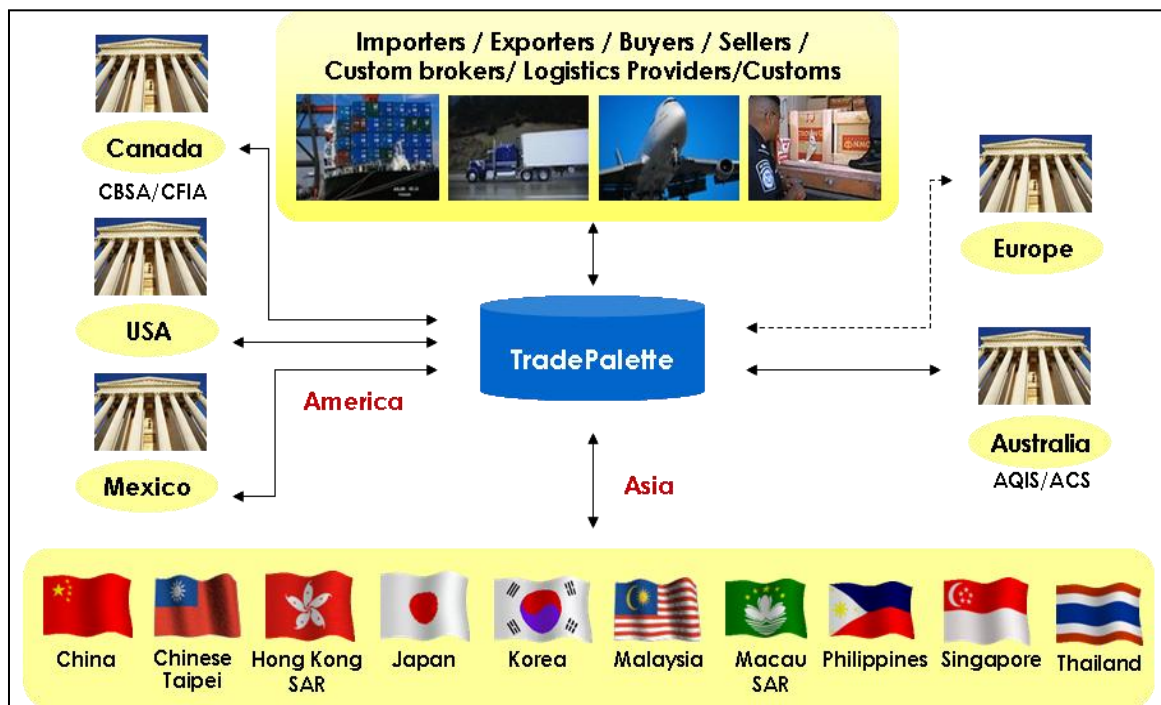 Importers / Exporters / Buyers / Sellers /
Custom brokers/ Logistics Providers/Customs
Canada
CBSA/CFIA
USA
Mexico
America
TradePalette
Europe
Australia
AQIS/ACS
Asia
China
Chinese
Taipei
Hong Kong
SAR
Japan
Korea
Malaysia
Macau
SAR
Philippines
Singapore
Thailand